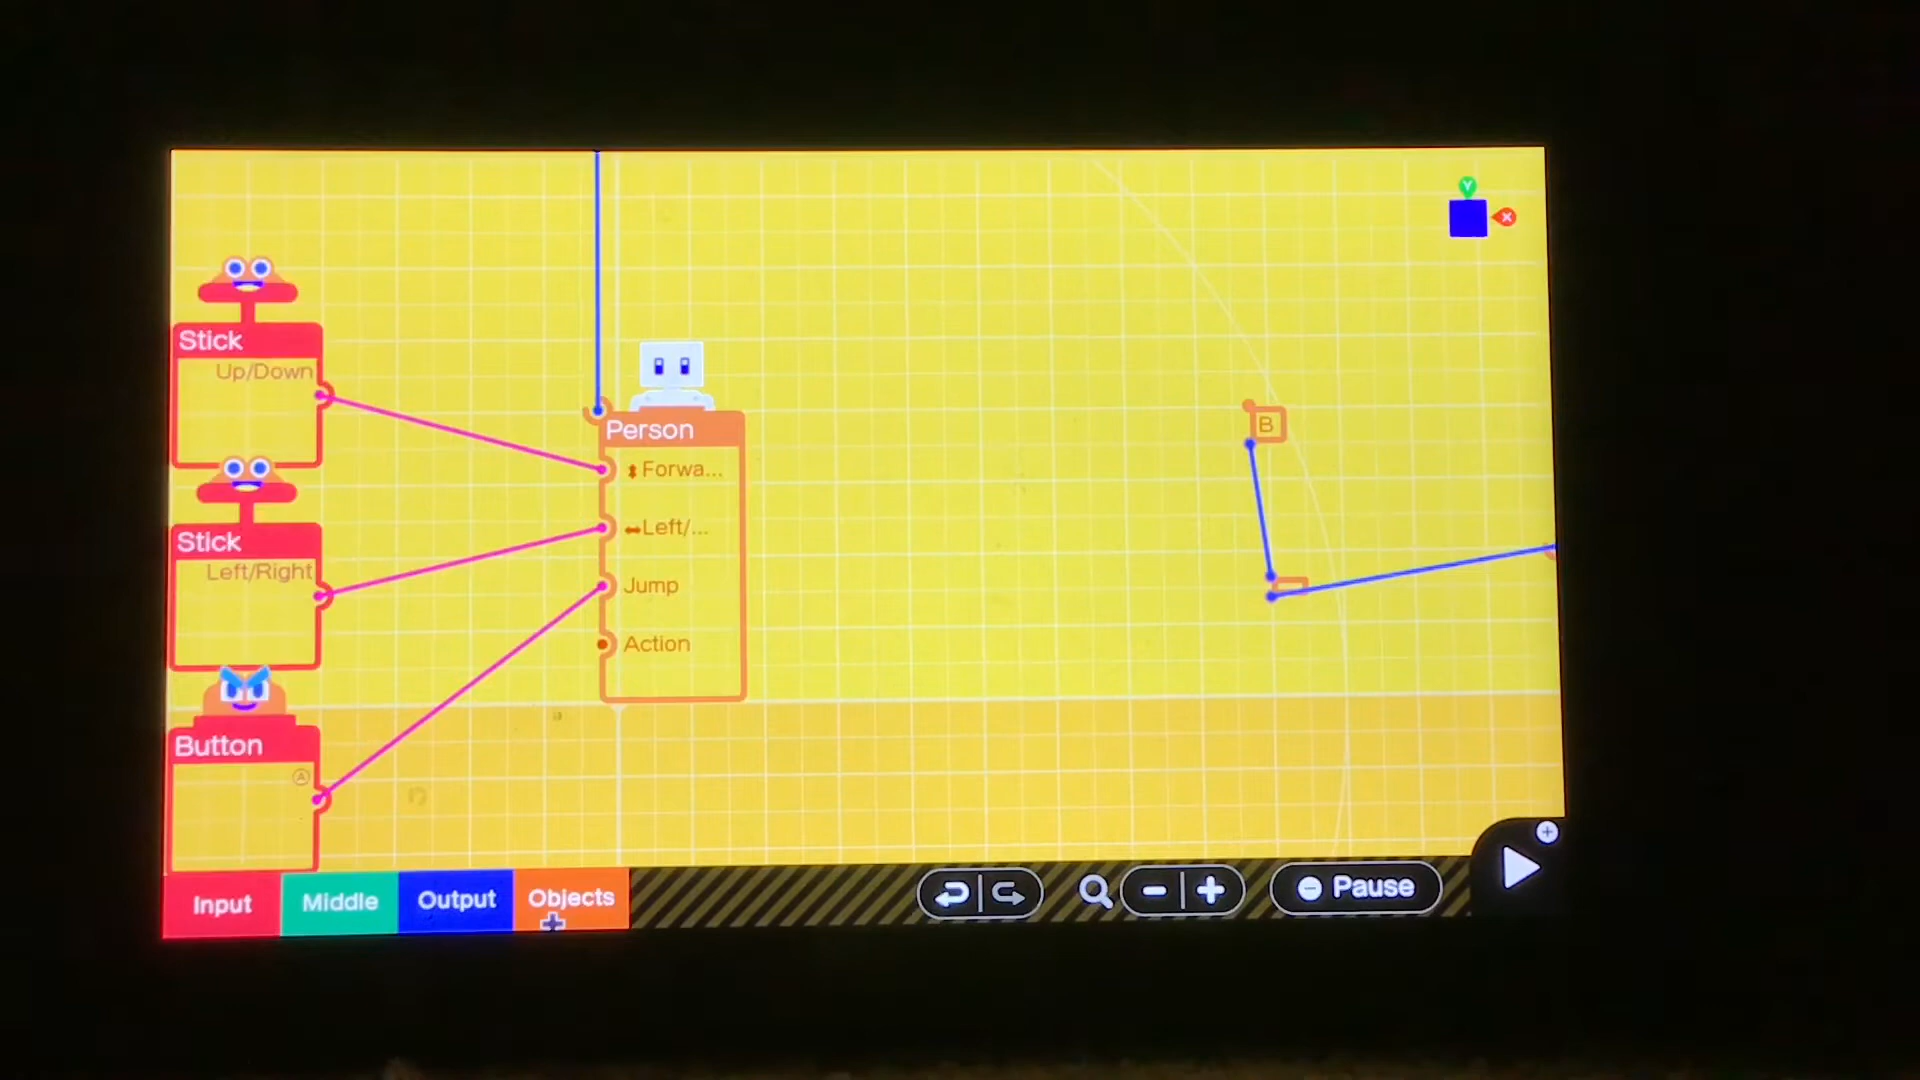 Y
X
Stick
Up/Down
Person
Forwa...
B
Left/...
Stick
Left/Right
Jump
Action
Button
A
Input
Middle
Output
Objects
Pause